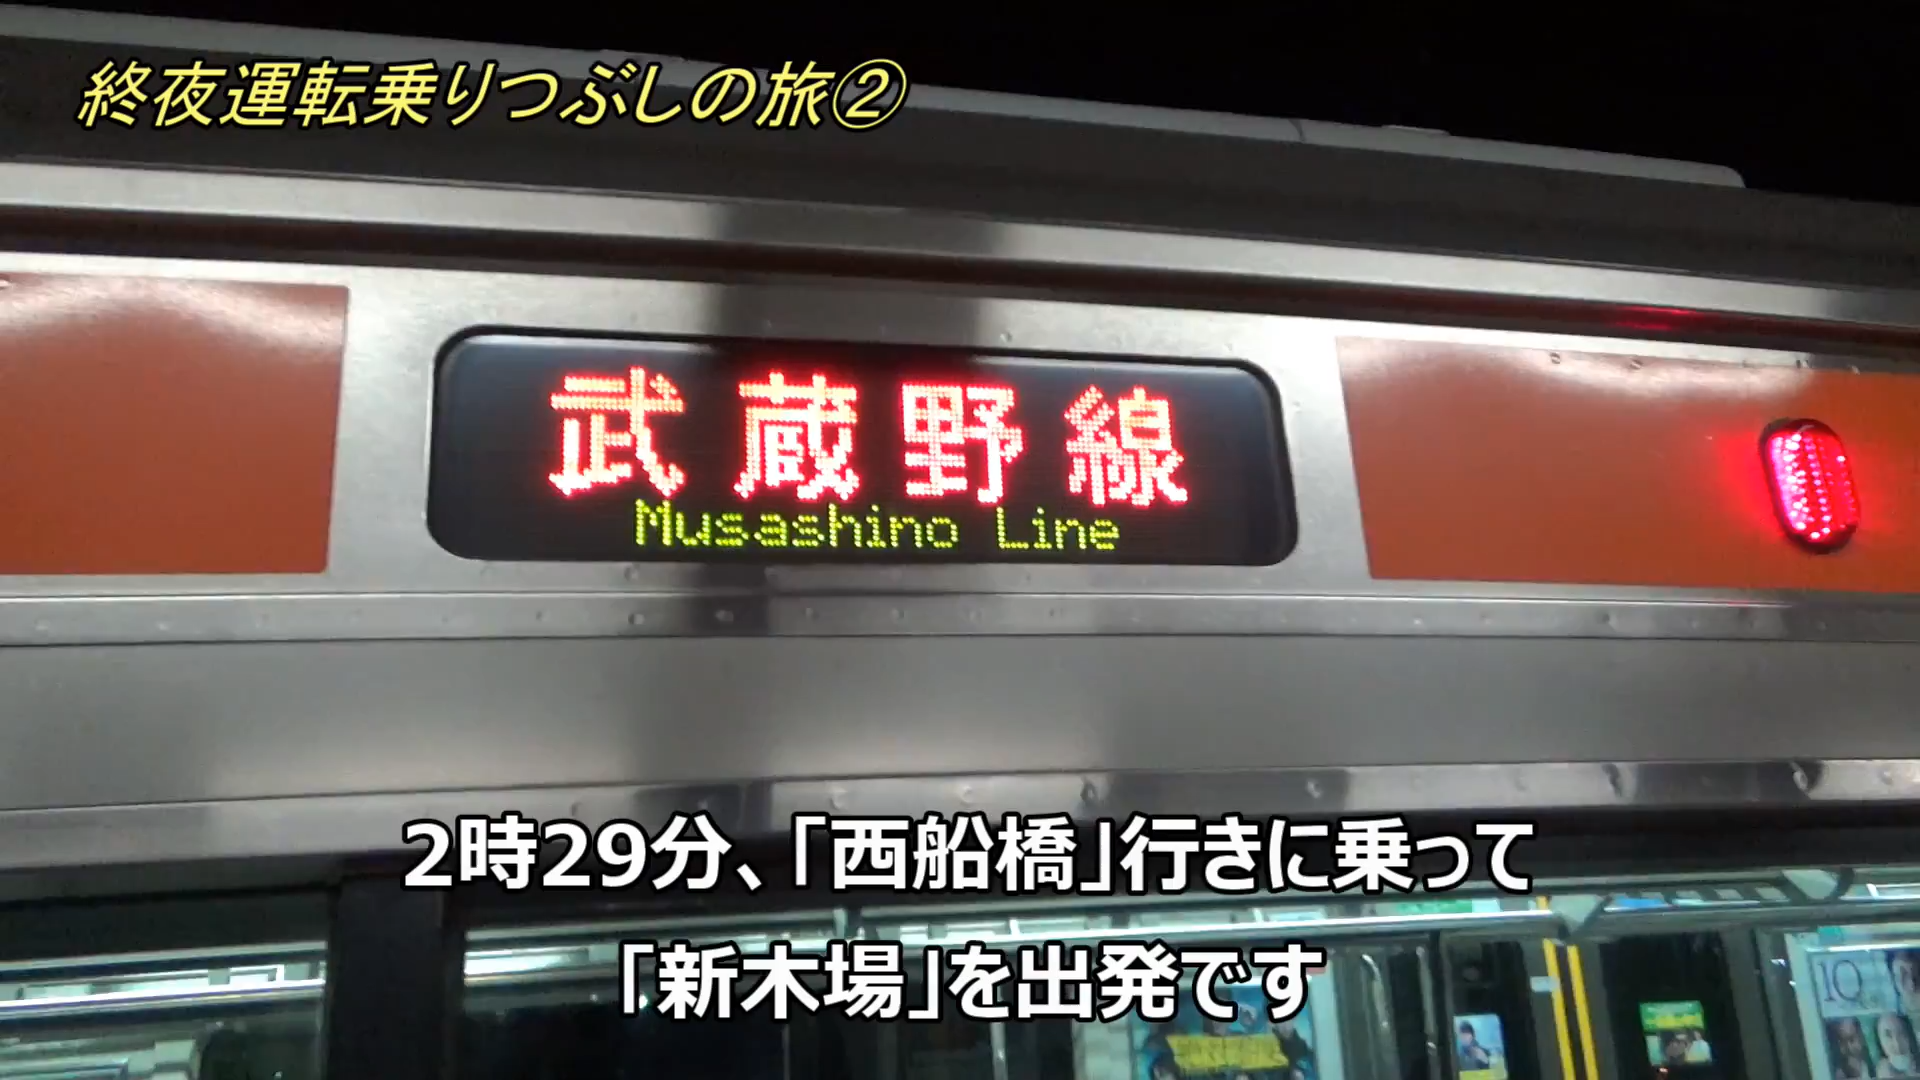 終夜運転乗りつぶしの旅②
武蔵野線
Musashino Line
2時29分、「西船橋」行きに乗って
「新木場」を出発です
10